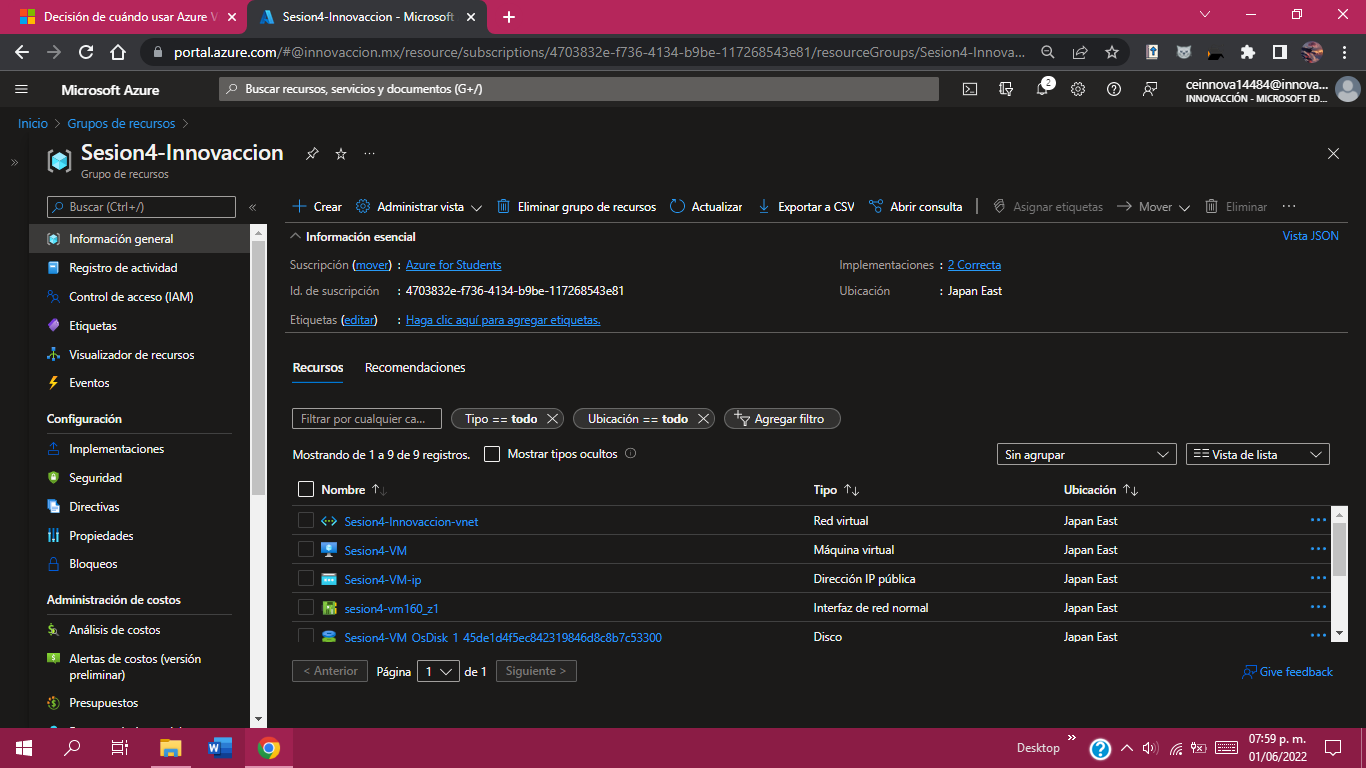 Decisión de cuándo usar Azure V
Sesion4-Innovaccion - Microsoft
portal.azure.com/#@innovaccion.mx/resource/subscriptions/4703832e-f736-4134-b9be-117268543e81/resourceGroups/Sesion4-Innova...
Microsoft Azure
Buscar recursos, servicios y documentos (G+/)
2
ceinnova14484@innova...
INNOVACCIÓN - MICROSOFT ED...
Inicio > Grupos de recursos >
Sesion4-Innovaccion
Grupo de recursos
Buscar (Ctrl+/)
Información general
Registro de actividad
Control de acceso (IAM)
Etiquetas
Visualizador de recursos
Eventos
Configuración
Implementaciones
Seguridad
Directivas
Propiedades
Bloqueos
Administración de costos
Análisis de costos
Alertas de costos (versión
preliminar)
Presupuestos
Crear Administrar vista Eliminar grupo de recursos Actualizar Exportar a CSV Abrir consulta Asignar etiquetas Mover Eliminar ...
Información esencial
Vista JSON
Suscripción (mover) : Azure for Students
Implementaciones : 2 Correcta
Id. de suscripción : 4703832e-f736-4134-b9be-117268543e81
Ubicación : Japan East
Etiquetas (editar) : Haga clic aquí para agregar etiquetas.
Recursos Recomendaciones
Filtrar por cualquier ca... Tipo == todo Ubicación == todo Agregar filtro
Mostrando de 1 a 9 de 9 registros. Mostrar tipos ocultos
Sin agrupar Vista de lista
Nombre Tipo Ubicación
Sesion4-Innovaccion-vnet Red virtual Japan East
Sesion4-VM Máquina virtual Japan East
Sesion4-VM-ip Dirección IP pública Japan East
sesion4-vm160_z1 Interfaz de red normal Japan East
Sesion4-VM_OsDisk_1_45de1d4f5ec842319846d8c8b7c53300 Disco Japan East
< Anterior Página 1 de 1 Siguiente >
Give feedback
Desktop
07:59 p. m.
01/06/2022